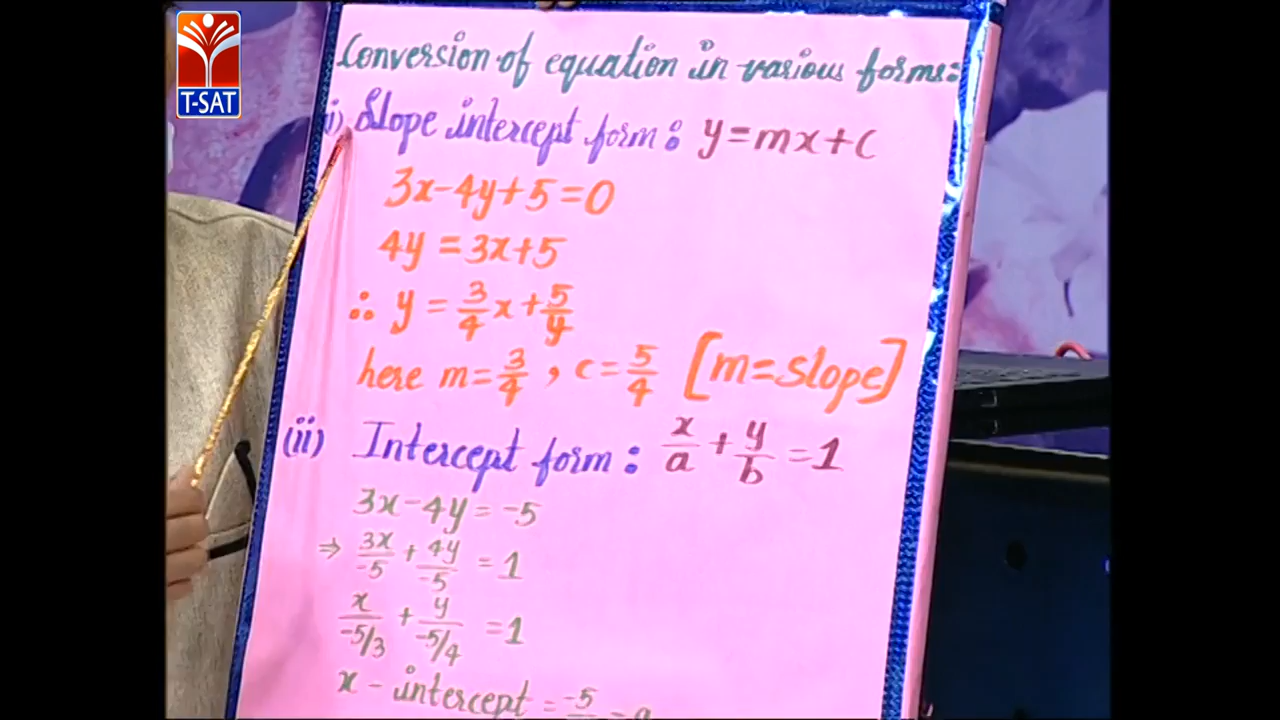 T-SAT
Conversion of equation in various forms:
i) Slope intercept form: y=mx+c
3x-4y+5=0
4y=3x+5
∴ y = 3/4 x + 5/y
here m=3/4, c=5/4 [m=slope]
(ii) Intercept form: x/a + y/b = 1
3x-4y=-5
⇒ 3x/-5 + 4y/-5 = 1
x/-5/3 + y/-5/4 = 1
x - intercept = -5 = a